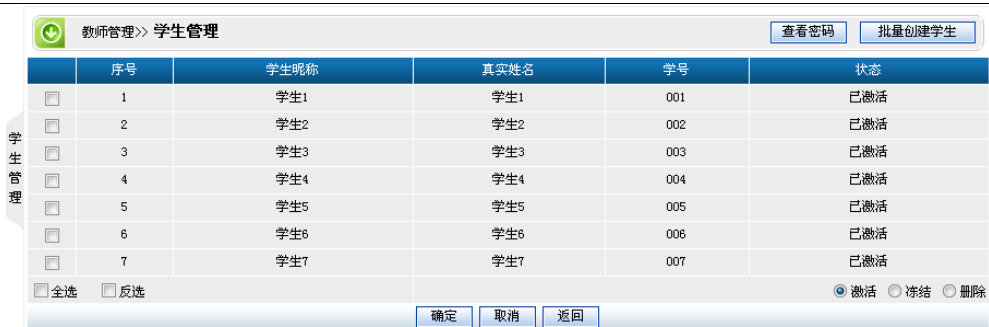 教师管理>> 学生管理 查看密码 批量创建学生
序号 学生昵称 真实姓名 学号 状态
1 学生1 学生1 001 已激活
2 学生2 学生2 002 已激活
3 学生3 学生3 003 已激活
4 学生4 学生4 004 已激活
5 学生5 学生5 005 已激活
6 学生6 学生6 006 已激活
7 学生7 学生7 007 已激活
学生管理
全选 反选 激活 冻结 删除
确定 取消 返回